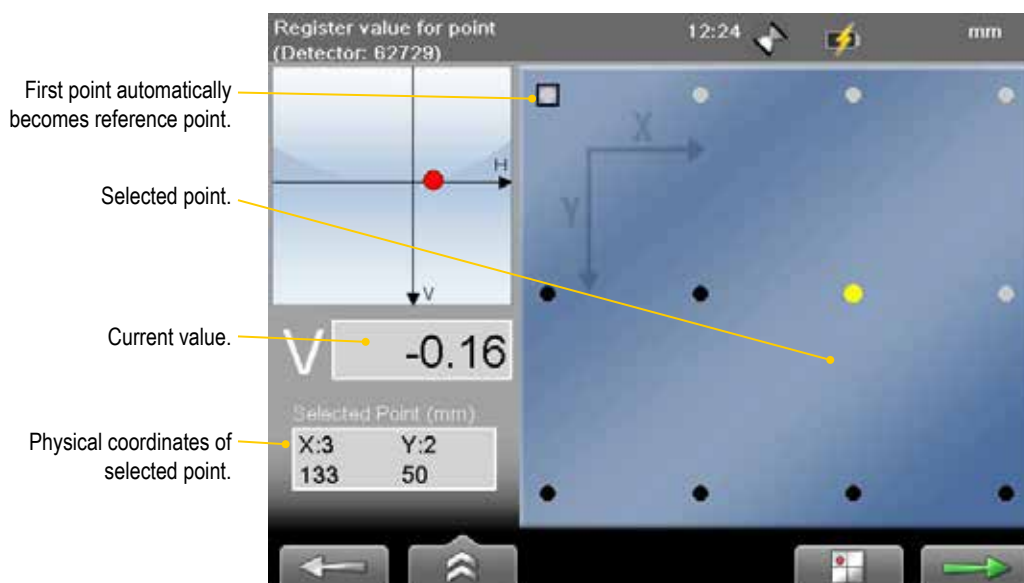 Register value for point
(Detector: 62729)
12:24
mm
First point automatically
becomes reference point.
X
H
Selected point.
Y
V
Current value.
V
-0.16
Selected Point (mm)
Physical coordinates of
selected point.
X:3 Y:2
133 50